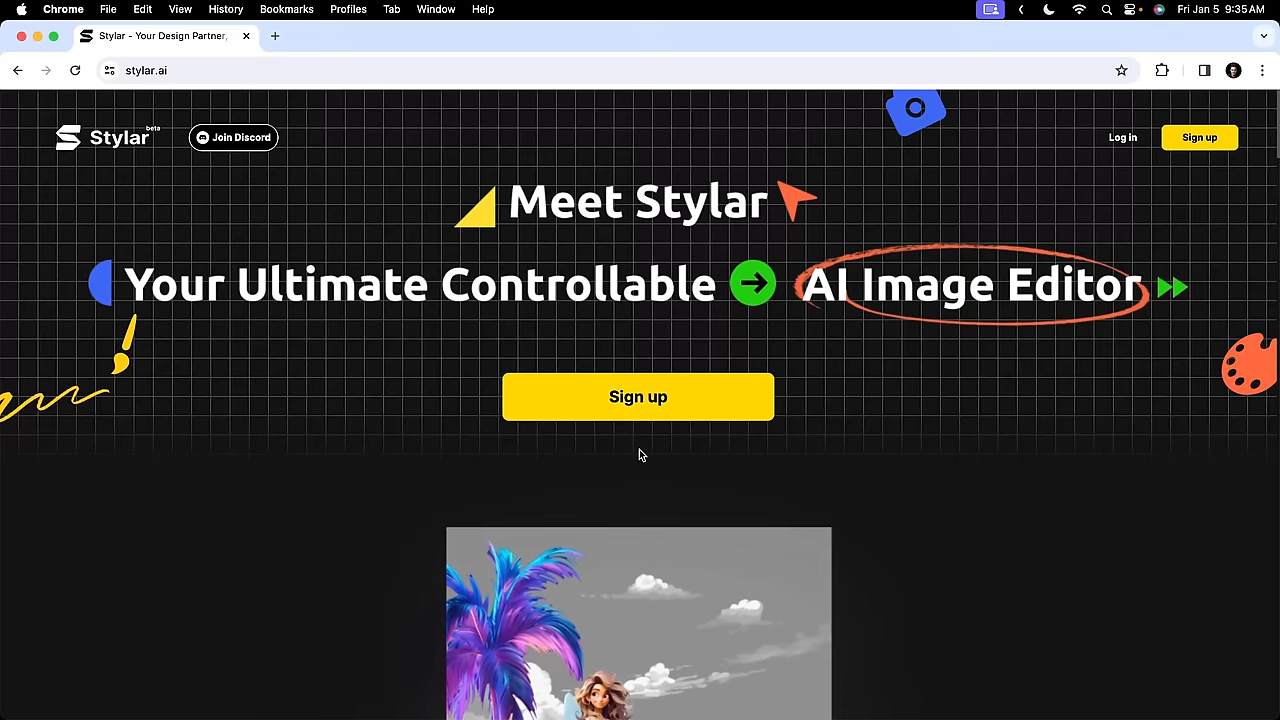 Chrome File Edit View History Bookmarks Profiles Tab Window Help Fri Jan 5 9:35 AM
Stylar - Your Design Partner,
stylar.ai
Stylar beta Join Discord Log in Sign up
Meet Stylar
Your Ultimate Controllable AI Image Editor
Sign up